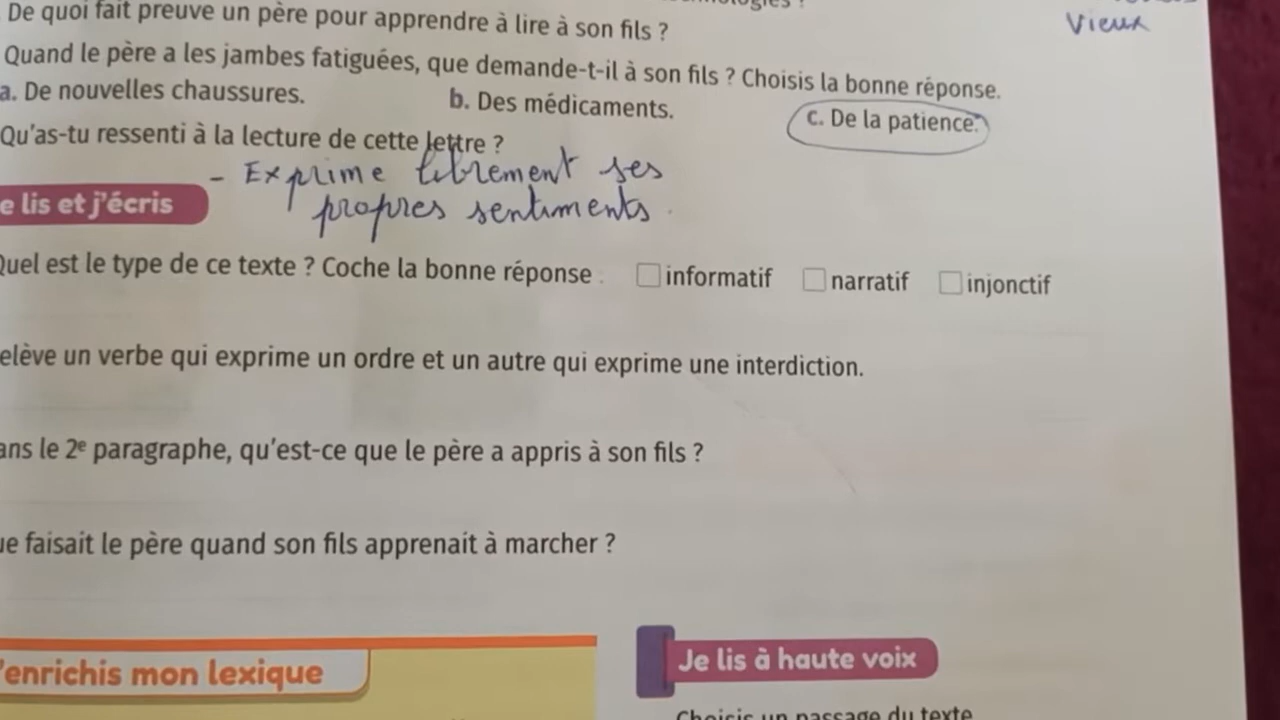 De quoi fait preuve un père pour apprendre à lire à son fils ?
Vieux
Quand le père a les jambes fatiguées, que demande-t-il à son fils ? Choisis la bonne réponse.
a. De nouvelles chaussures. b. Des médicaments. c. De la patience.
Qu'as-tu ressenti à la lecture de cette lettre ?
- Exprime librement ses
propres sentiments.
e lis et j'écris
Quel est le type de ce texte ? Coche la bonne réponse : informatif narratif injonctif
elève un verbe qui exprime un ordre et un autre qui exprime une interdiction.
ans le 2e paragraphe, qu'est-ce que le père a appris à son fils ?
ue faisait le père quand son fils apprenait à marcher ?
'enrichis mon lexique
Je lis à haute voix
Choisis un passage du texte